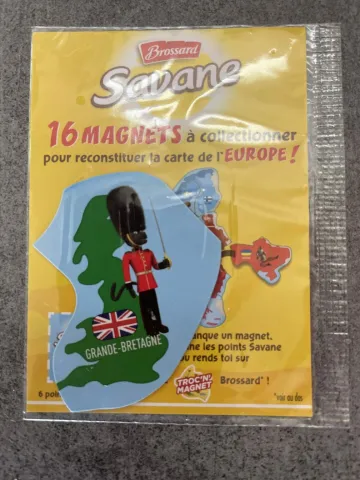 Brossard
Savane
16 MAGNETS à collectionner
pour reconstituer la carte de l'EUROPE !
GRANDE-BRETAGNE
anque un magnet,
ne les points Savane
ou rends toi sur
TROC'N'
MAGNET
Brossard* !
6 poi
*voir au dos